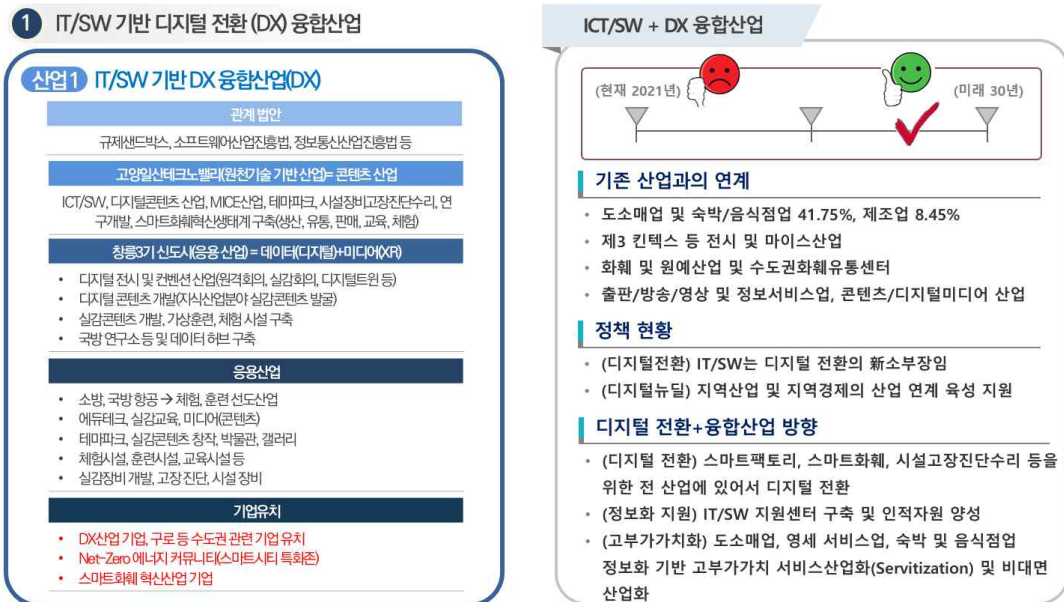 1 IT/SW 기반 디지털 전환 (DX) 융합산업
산업1 IT/SW 기반 DX 융합산업(DX)
관계 법안
규제샌드박스, 소프트웨어산업진흥법, 정보통신산업진흥법 등
고양일산테크노밸리(원천기술 기반 산업)= 콘텐츠 산업
ICT/SW, 디지털콘텐츠 산업, MICE산업, 테마파크, 시설장비고장진단수리, 연
구개발, 스마트화훼혁신생태계 구축(생산, 유통, 판매, 교육, 체험)
창릉3기 신도시(응용 산업) = 데이터(디지털)+미디어(XR)
• 디지털 전시 및 컨벤션 산업(원격회의, 실감회의, 디지털트윈 등)
• 디지털 콘텐츠 개발(지식산업분야 실감콘텐츠 발굴)
• 실감콘텐츠 개발, 가상훈련, 체험 시설 구축
• 국방 연구소 등 및 데이터 허브 구축
응용산업
• 소방, 국방 항공 → 체험, 훈련 선도산업
• 에듀테크, 실감교육, 미디어(콘텐츠)
• 테마파크, 실감콘텐츠 창작, 박물관, 갤러리
• 체험시설, 훈련시설, 교육시설 등
• 실감장비 개발, 고장 진단, 시설 장비
기업유치
• DX산업 기업, 구로 등 수도권 관련 기업 유치
• Net-Zero 에너지 커뮤니티(스마트시티 특화존)
• 스마트화훼 혁신산업 기업
ICT/SW + DX 융합산업
(현재 2021년)
(미래 30년)
기존 산업과의 연계
• 도소매업 및 숙박/음식점업 41.75%, 제조업 8.45%
• 제3 킨텍스 등 전시 및 마이스산업
• 화훼 및 원예산업 및 수도권화훼유통센터
• 출판/방송/영상 및 정보서비스업, 콘텐츠/디지털미디어 산업
정책 현황
• (디지털전환) IT/SW는 디지털 전환의 新소부장임
• (디지털뉴딜) 지역산업 및 지역경제의 산업 연계 육성 지원
디지털 전환+융합산업 방향
• (디지털 전환) 스마트팩토리, 스마트화훼, 시설고장진단수리 등을
위한 전 산업에 있어서 디지털 전환
• (정보화 지원) IT/SW 지원센터 구축 및 인적자원 양성
• (고부가가치화) 도소매업, 영세 서비스업, 숙박 및 음식점업
정보화 기반 고부가가치 서비스산업화(Servitization) 및 비대면
산업화